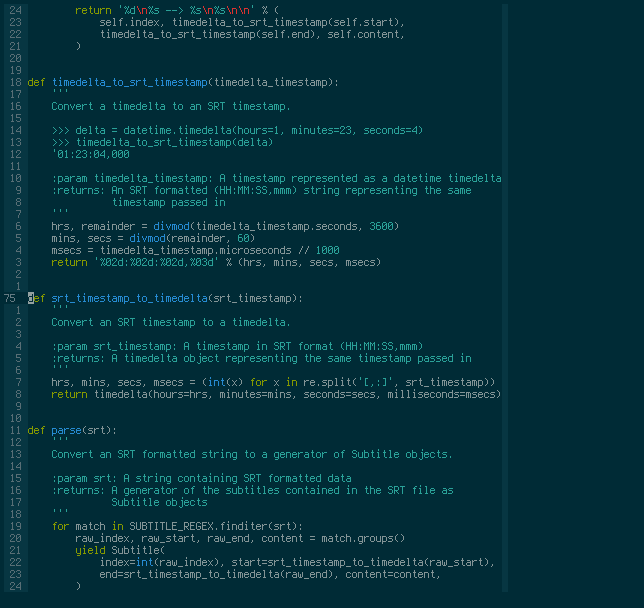 24         return '%d\n%s --> %s\n%s\n\n' % (
23             self.index, timedelta_to_srt_timestamp(self.start),
22             timedelta_to_srt_timestamp(self.end), self.content,
21         )
20
19
18 def timedelta_to_srt_timestamp(timedelta_timestamp):
17     '''
16     Convert a timedelta to an SRT timestamp.
15
14     >>> delta = datetime.timedelta(hours=1, minutes=23, seconds=4)
13     >>> timedelta_to_srt_timestamp(delta)
12     '01:23:04,000
11
10     :param timedelta_timestamp: A timestamp represented as a datetime timedelta
9     :returns: An SRT formatted (HH:MM:SS,mmm) string representing the same
8               timestamp passed in
7     '''
6     hrs, remainder = divmod(timedelta_timestamp.seconds, 3600)
5     mins, secs = divmod(remainder, 60)
4     msecs = timedelta_timestamp.microseconds // 1000
3     return '%02d:%02d:%02d,%03d' % (hrs, mins, secs, msecs)
2
1
75 def srt_timestamp_to_timedelta(srt_timestamp):
1     '''
2     Convert an SRT timestamp to a timedelta.
3
4     :param srt_timestamp: A timestamp in SRT format (HH:MM:SS,mmm)
5     :returns: A timedelta object representing the same timestamp passed in
6     '''
7     hrs, mins, secs, msecs = (int(x) for x in re.split('[,:]', srt_timestamp))
8     return timedelta(hours=hrs, minutes=mins, seconds=secs, milliseconds=msecs)
9
10
11 def parse(srt):
12     '''
13     Convert an SRT formatted string to a generator of Subtitle objects.
14
15     :param srt: A string containing SRT formatted data
16     :returns: A generator of the subtitles contained in the SRT file as
17               Subtitle objects
18     '''
19     for match in SUBTITLE_REGEX.finditer(srt):
20         raw_index, raw_start, raw_end, content = match.groups()
21         yield Subtitle(
22             index=int(raw_index), start=srt_timestamp_to_timedelta(raw_start),
23             end=srt_timestamp_to_timedelta(raw_end), content=content,
24         )